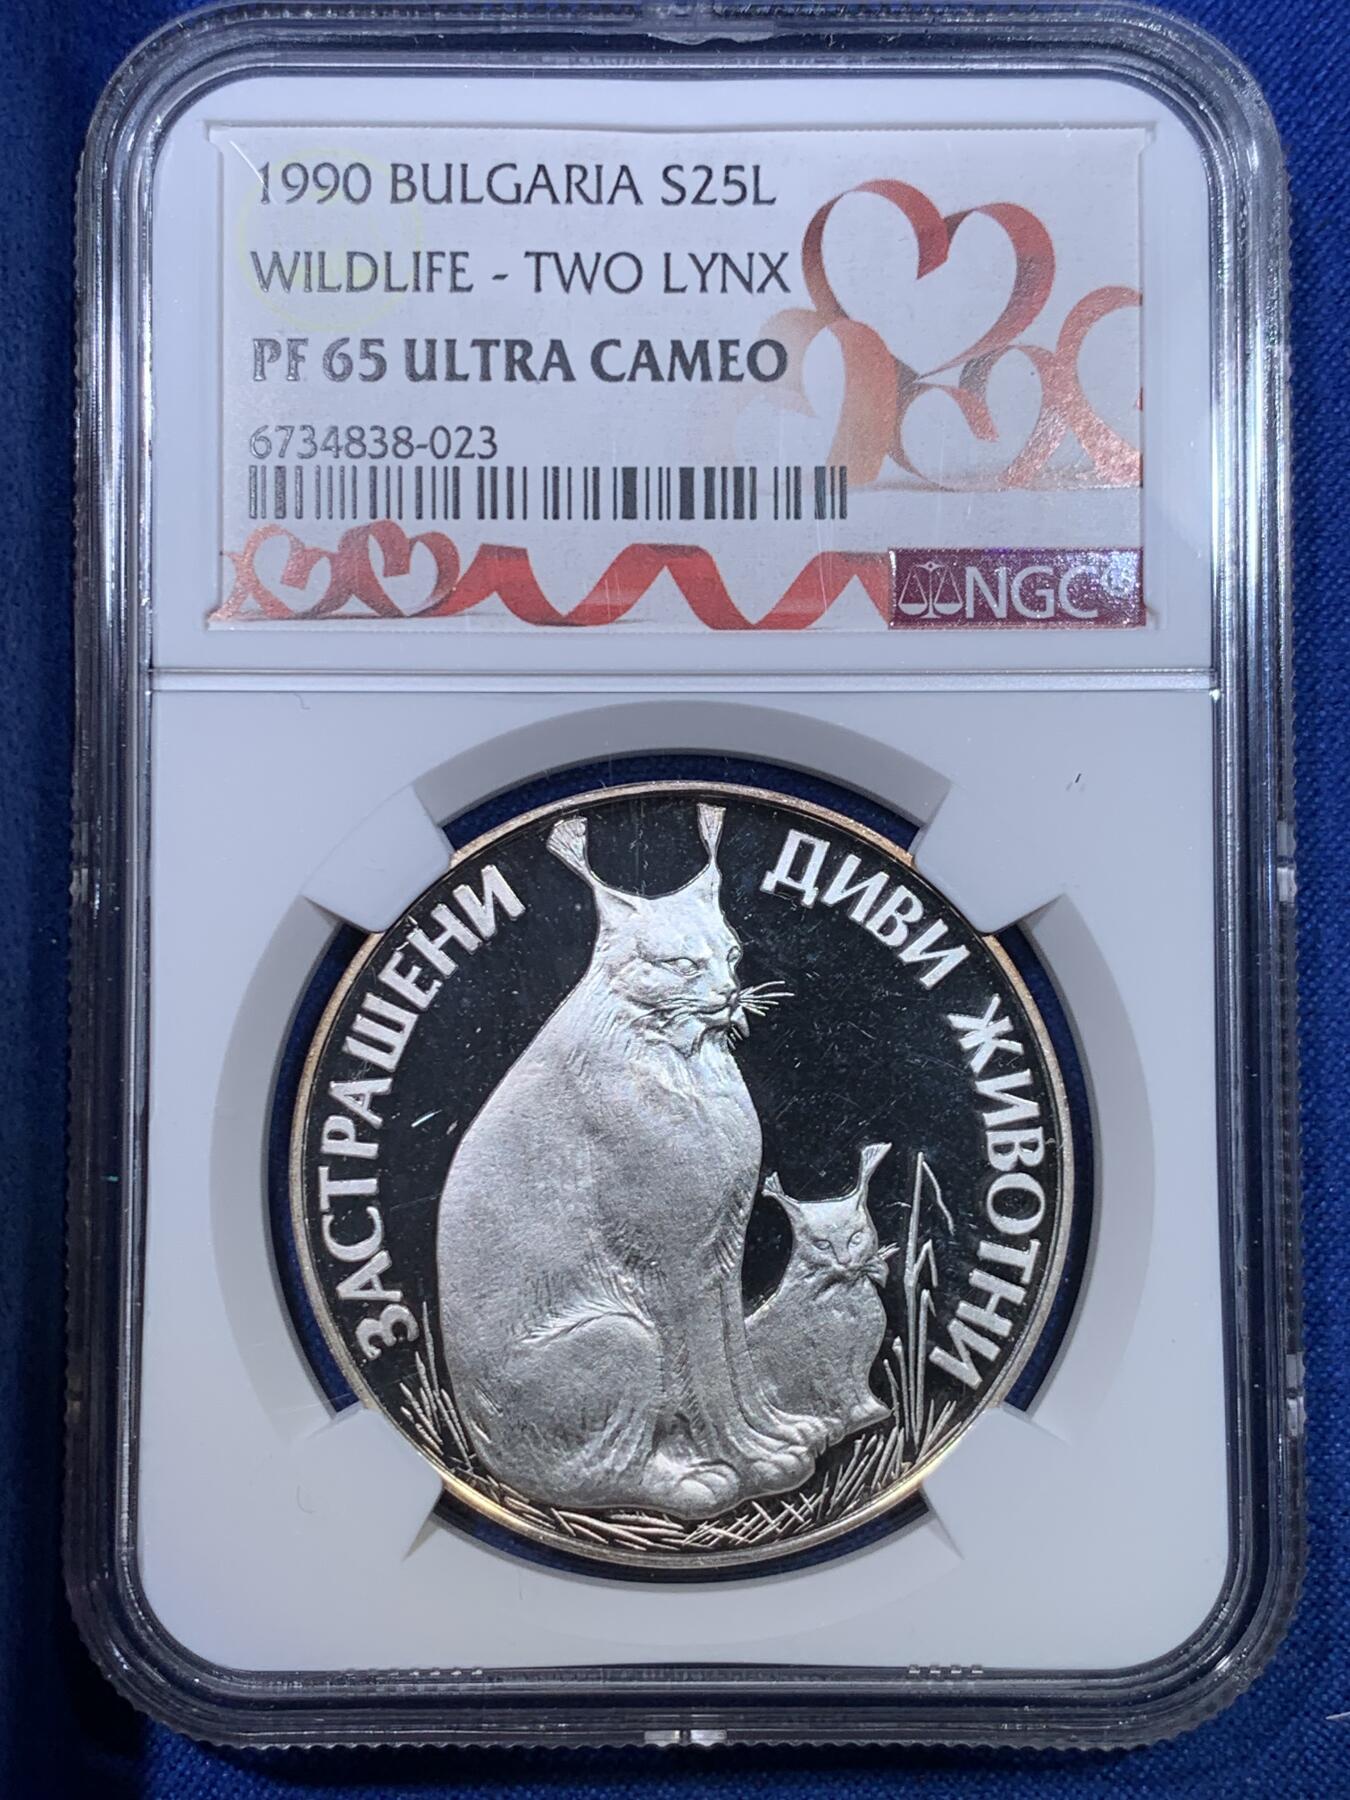 1990 BULGARIA S25L
WILDLIFE - TWO LYNX
PF 65 ULTRA CAMEO
6734838-023
NGC®
ЗАСТРАШЕНИ ДИВИ ЖИВОТНИ